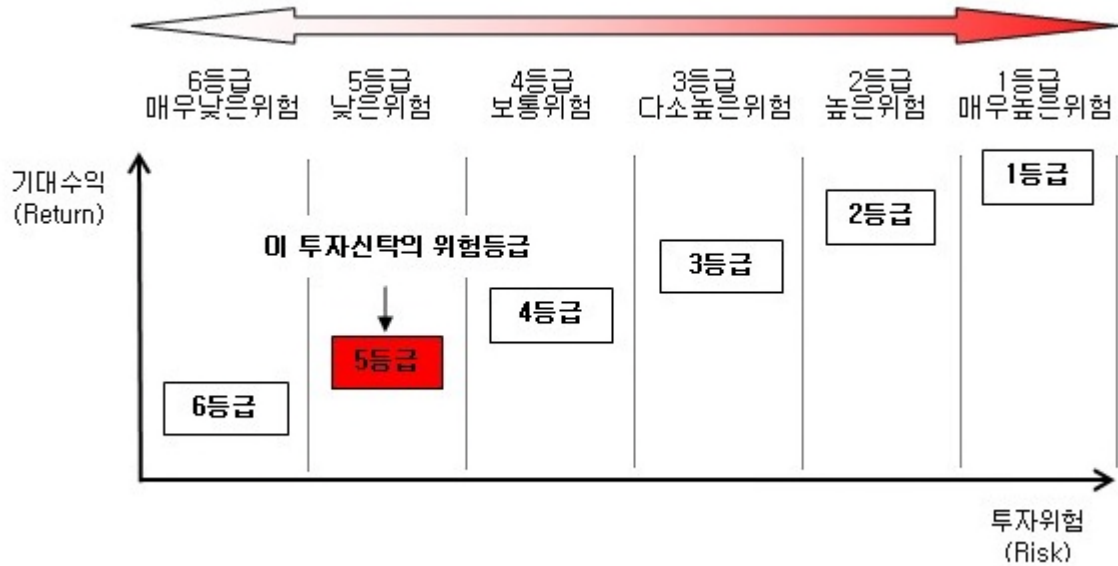 6등급 5등급 4등급 3등급 2등급 1등급
매우낮은위험 낮은위험 보통위험 다소높은위험 높은위험 매우높은위험
기대수익
(Return)
1등급
2등급
이 투자신탁의 위험등급
3등급
4등급
5등급
6등급
투자위험
(Risk)